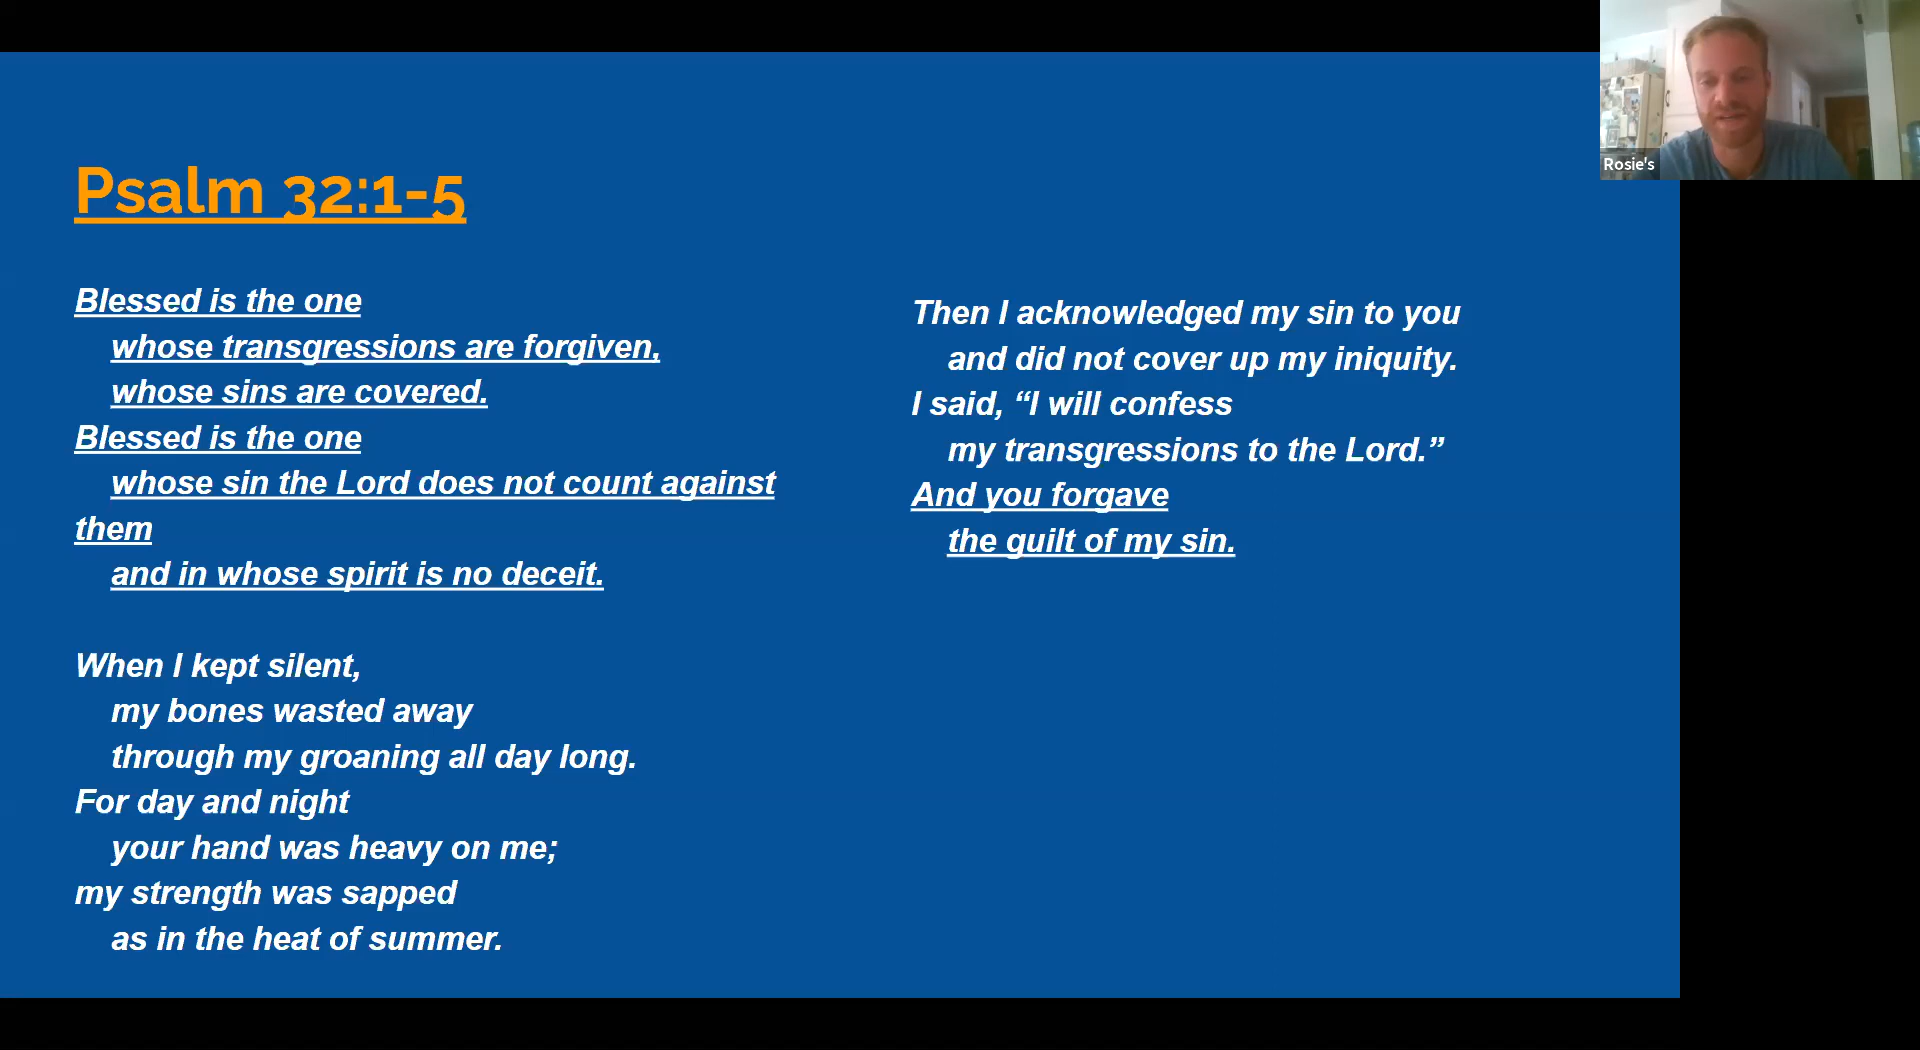 Psalm 32:1-5
Blessed is the one
whose transgressions are forgiven,
whose sins are covered.
Blessed is the one
whose sin the Lord does not count against
them
and in whose spirit is no deceit.
When I kept silent,
my bones wasted away
through my groaning all day long.
For day and night
your hand was heavy on me;
my strength was sapped
as in the heat of summer.
Then I acknowledged my sin to you
and did not cover up my iniquity.
I said, “I will confess
my transgressions to the Lord.”
And you forgave
the guilt of my sin.
Rosie's